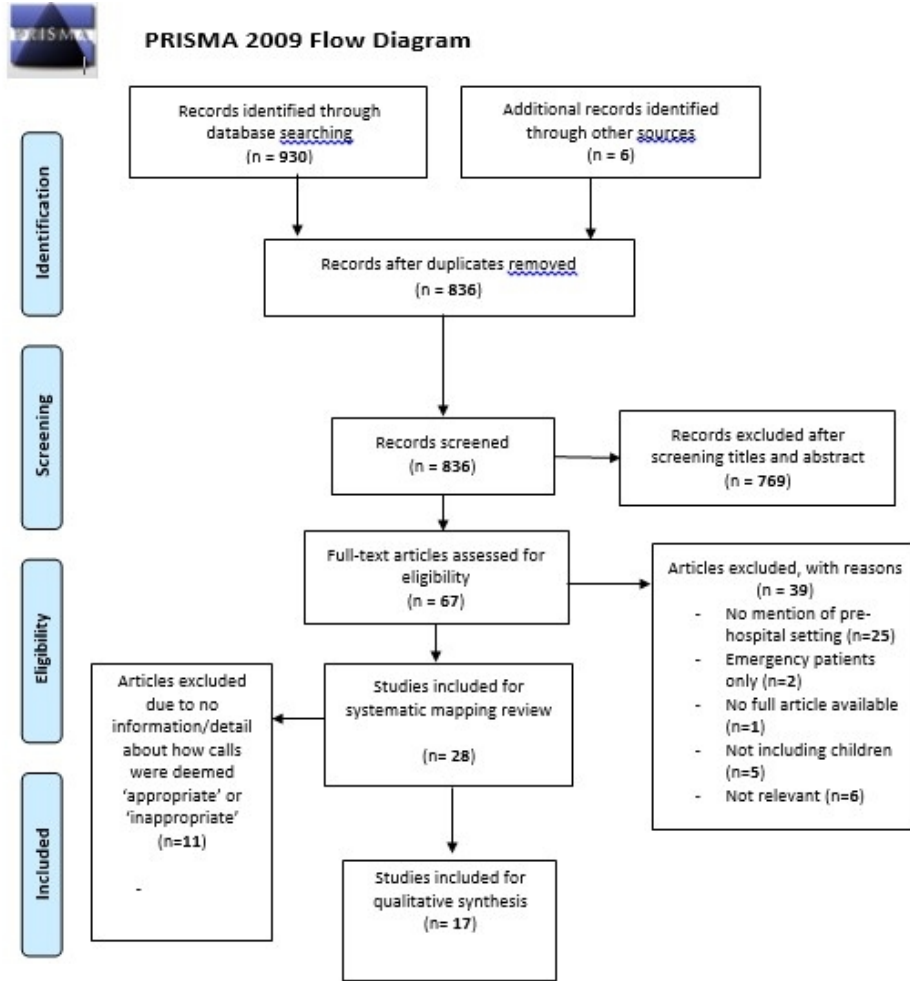 PRISMA
PRISMA 2009 Flow Diagram
Records identified through
database searching
(n = 930)
Additional records identified
through other sources
(n = 6)
Identification
Records after duplicates removed
(n = 836)
Screening
Records screened
(n = 836)
Records excluded after
screening titles and abstract
(n = 769)
Eligibility
Full-text articles assessed for
eligibility
(n = 67)
Articles excluded, with reasons
(n = 39)
- No mention of pre-
hospital setting (n=25)
- Emergency patients
only (n=2)
- No full article available
(n=1)
- Not including children
(n=5)
- Not relevant (n=6)
Studies included for
systematic mapping review
(n= 28)
Articles excluded
due to no
information/detail
about how calls
were deemed
‘appropriate’ or
‘inappropriate’
(n=11)
-
Included
Studies included for
qualitative synthesis
(n= 17)